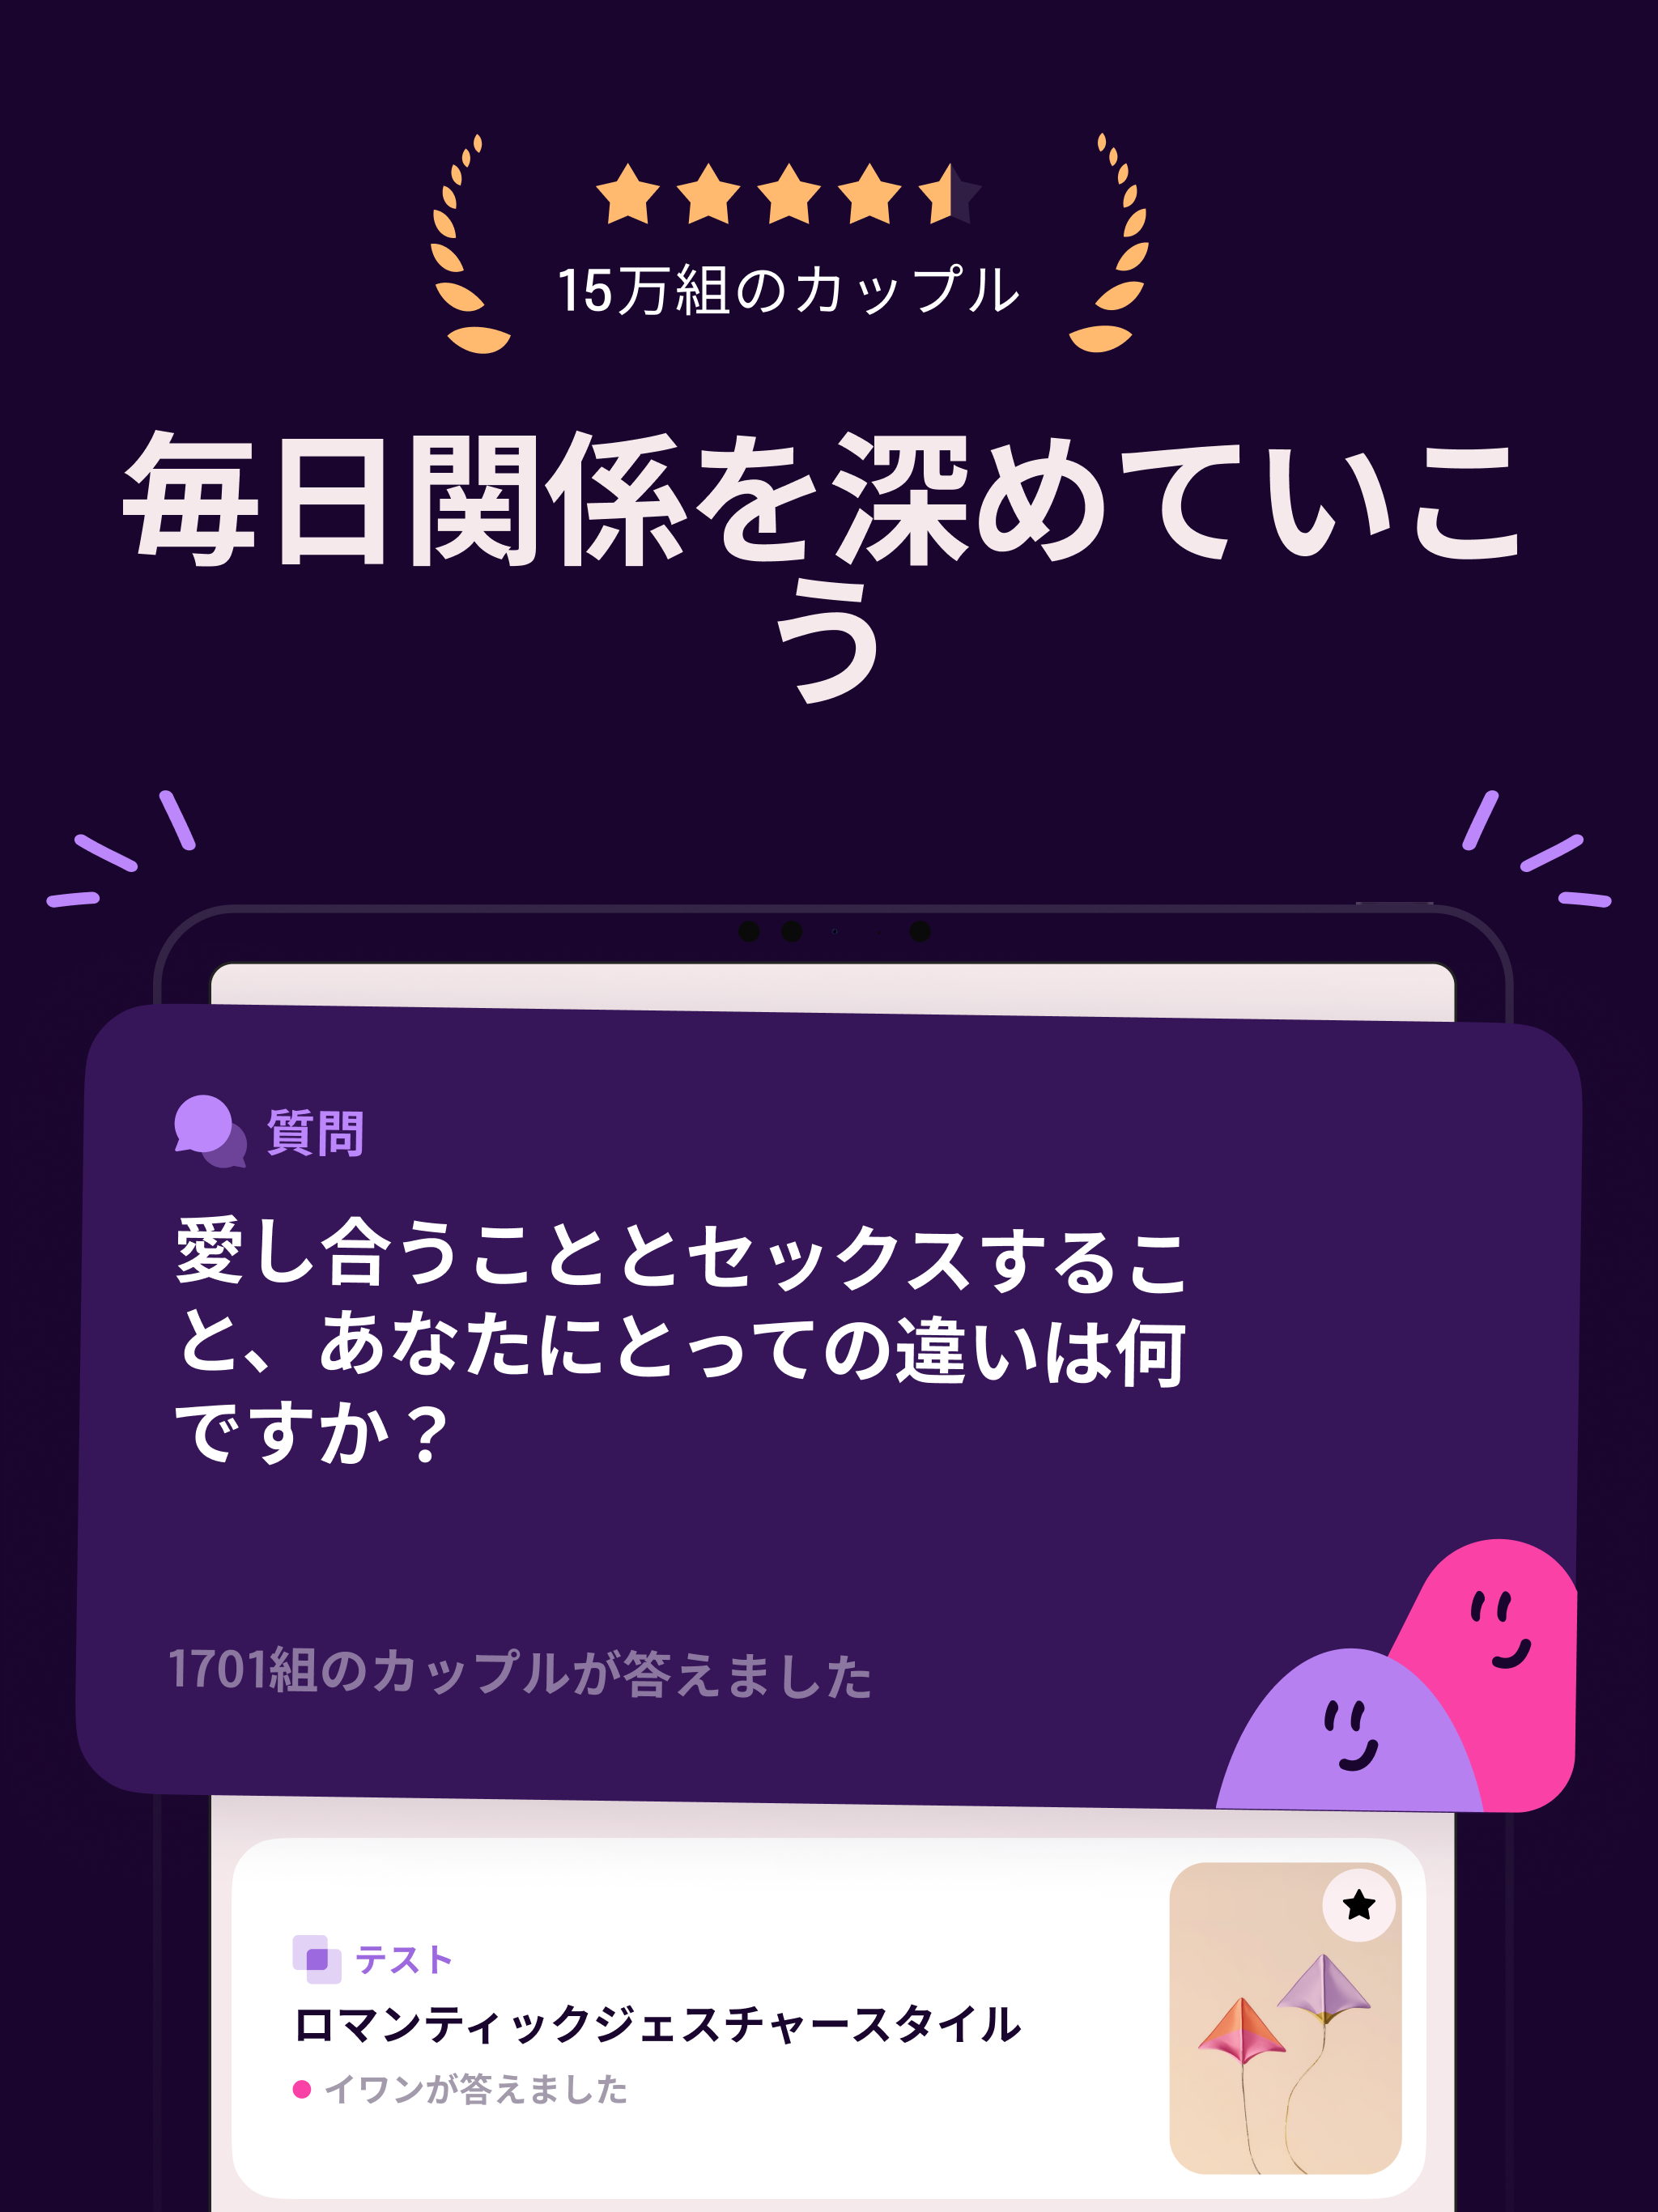 15万組のカップル
毎日関係を深めていこ
う
質問
愛し合うこととセックスするこ
と、あなたにとっての違いは何
ですか？
1701組のカップルが答えました
テスト
ロマンティックジェスチャースタイル
イワンが答えました